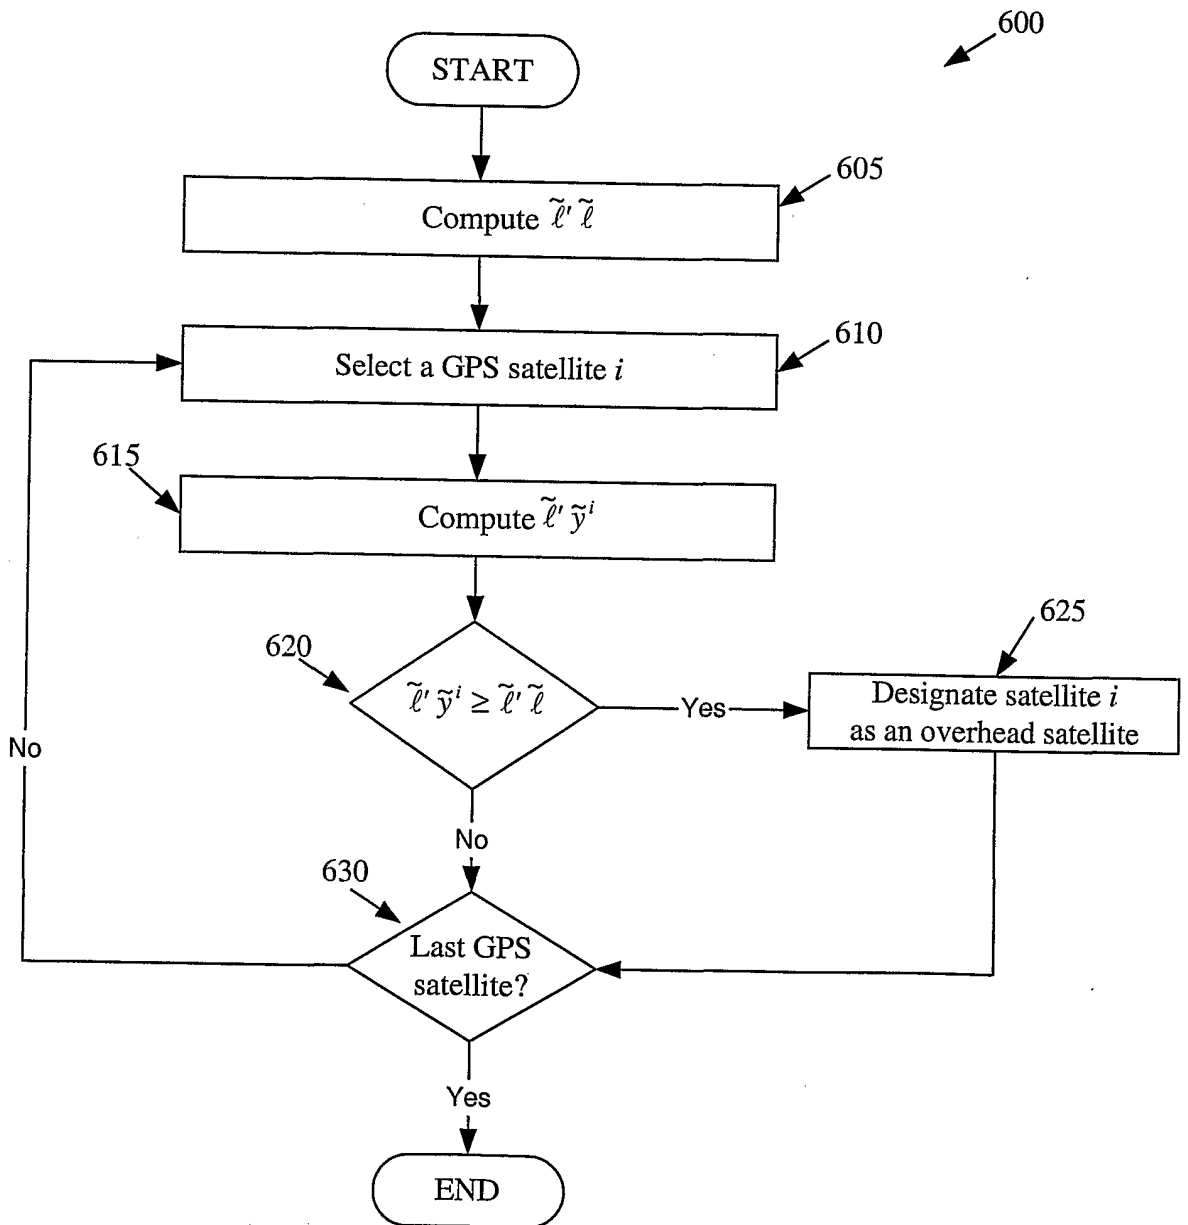 600
START
605
Compute ℓ̃′ ℓ̃
610
Select a GPS satellite i
615
Compute ℓ̃′ ỹⁱ
620
ℓ̃′ ỹⁱ ≥ ℓ̃′ ℓ̃
Yes
625
Designate satellite i
as an overhead satellite
No
No
630
Last GPS
satellite?
Yes
END